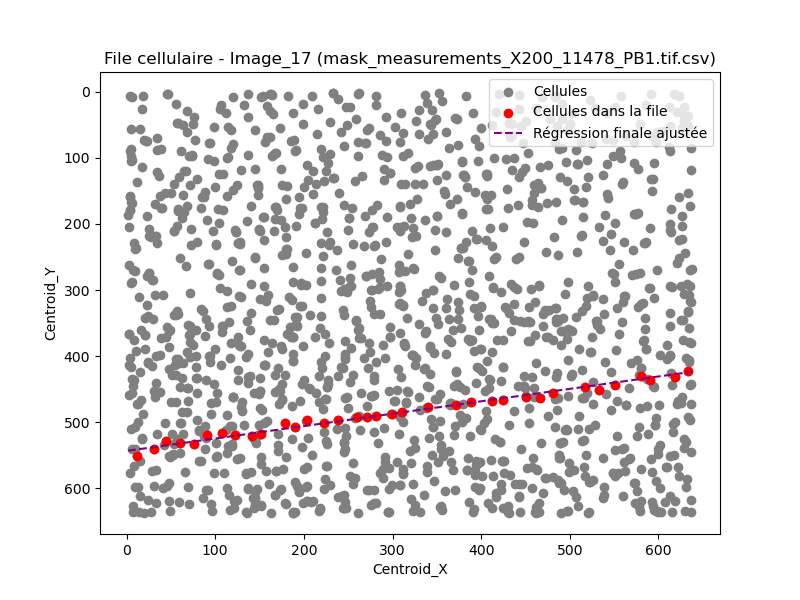 File cellulaire - Image_17 (mask_measurements_X200_11478_PB1.tif.csv)
Cellules
Cellules dans la file
Régression finale ajustée
0
100
200
300
400
500
600
Centroid_Y
0 100 200 300 400 500 600
Centroid_X